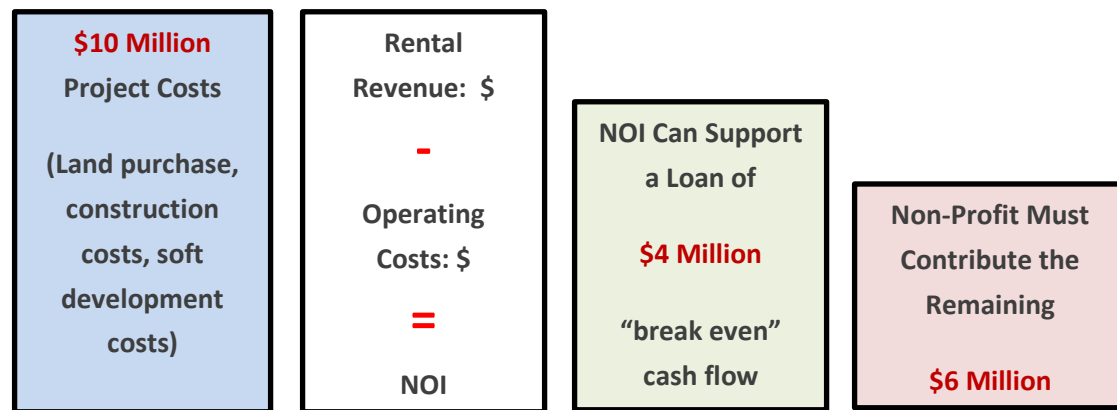 $10 Million
Project Costs
(Land purchase,
construction
costs, soft
development
costs)
Rental
Revenue: $
-
Operating
Costs: $
=
NOI
NOI Can Support
a Loan of
$4 Million
“break even”
cash flow
Non-Profit Must
Contribute the
Remaining
$6 Million